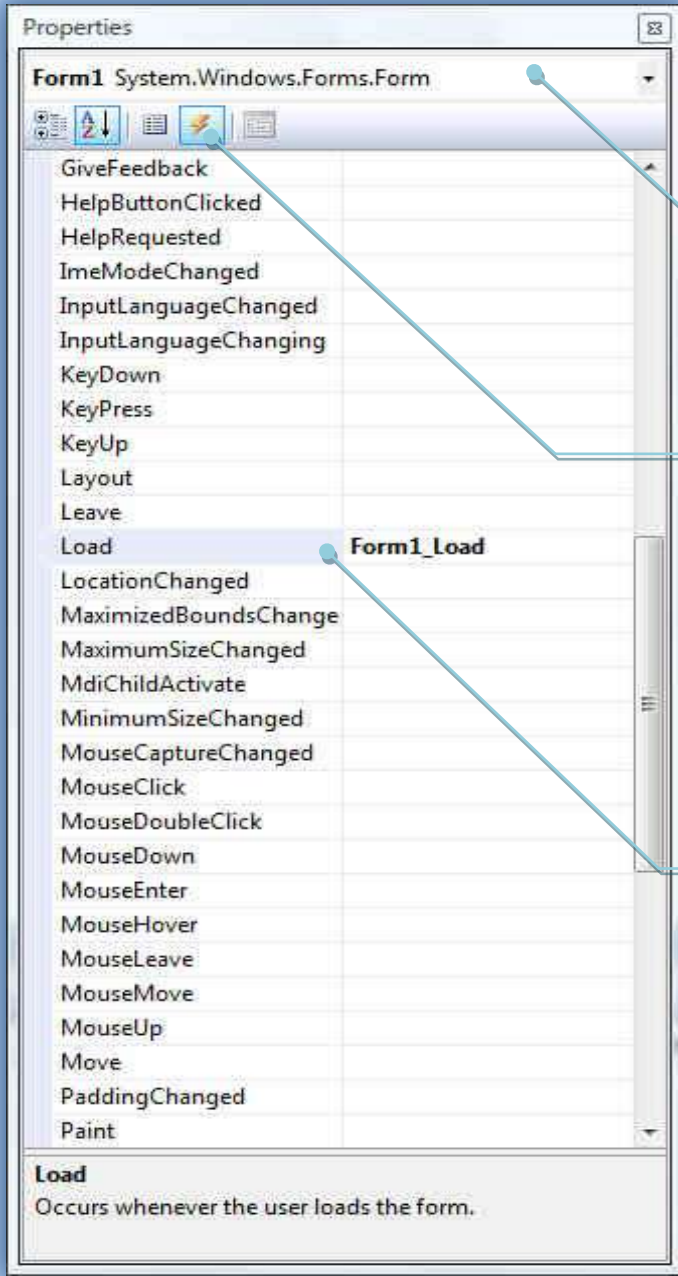 Properties
Form1 System.Windows.Forms.Form
GiveFeedback
HelpButtonClicked
HelpRequested
ImeModeChanged
InputLanguageChanged
InputLanguageChanging
KeyDown
KeyPress
KeyUp
Layout
Leave
Load Form1_Load
LocationChanged
MaximizedBoundsChange
MaximumSizeChanged
MdiChildActivate
MinimumSizeChanged
MouseCaptureChanged
MouseClick
MouseDoubleClick
MouseDown
MouseEnter
MouseHover
MouseLeave
MouseMove
MouseUp
Move
PaddingChanged
Paint
Load
Occurs whenever the user loads the form.